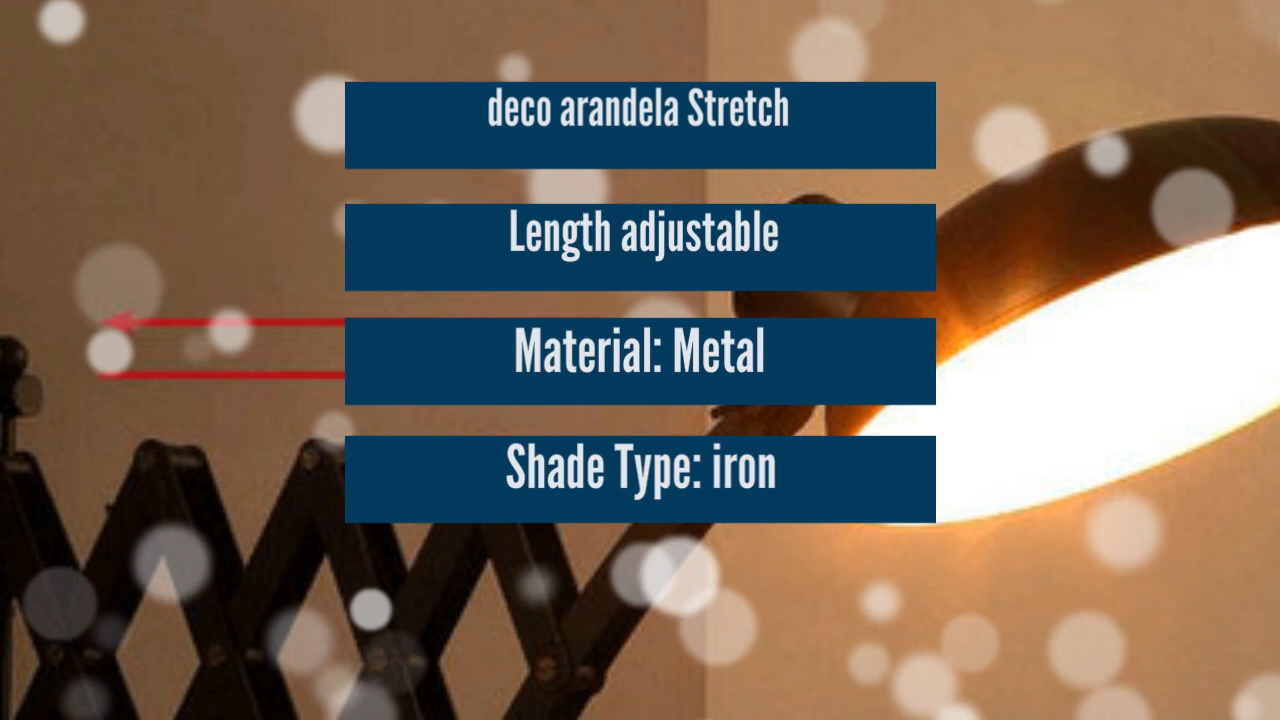 deco arandela Stretch
Length adjustable
Material: Metal
Shade Type: iron